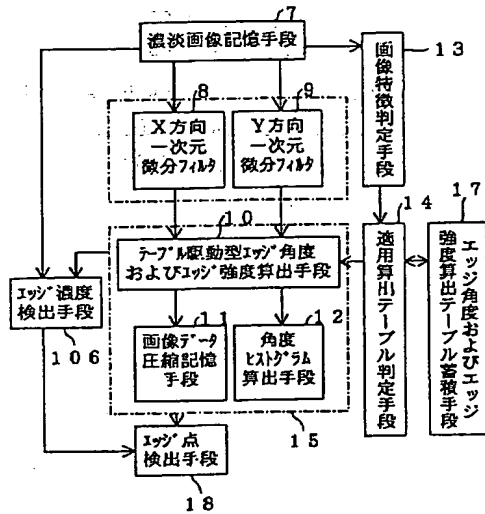 7
濃淡画像記憶手段
13
画像特徴判定手段
8
X方向
一次元
微分フィルタ
9
Y方向
一次元
微分フィルタ
10
テーブル駆動型エッジ角度
およびエッジ強度算出手段
14
適用算出テーブル判定手段
17
エッジ角度およびエッジ
強度算出テーブル蓄積手段
エッジ濃度
検出手段
106
11
画像データ
圧縮記憶
手段
12
角度
ヒストグラム
算出手段
15
エッジ点
検出手段
18